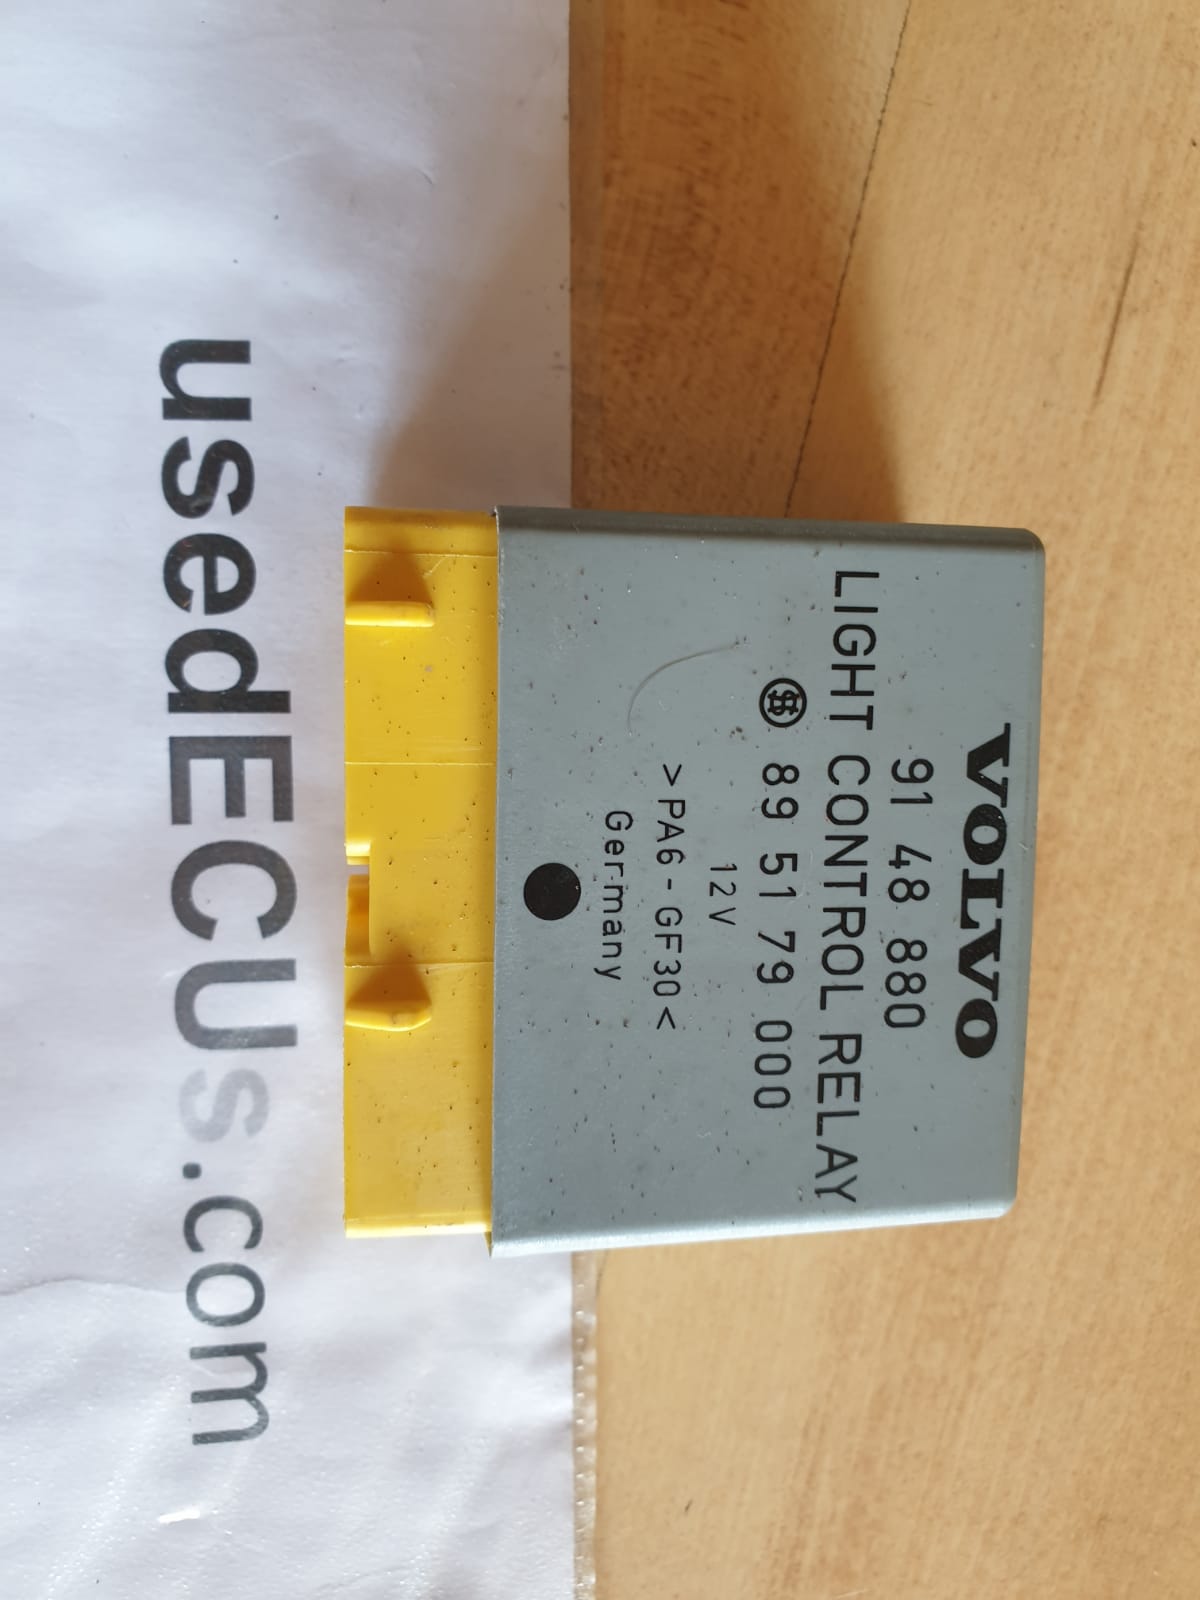 VOLVO
91 48 880
LIGHT CONTROL RELAY
89 51 79 000
12V
>PA6-GF30<
Germany
usedECUs.com